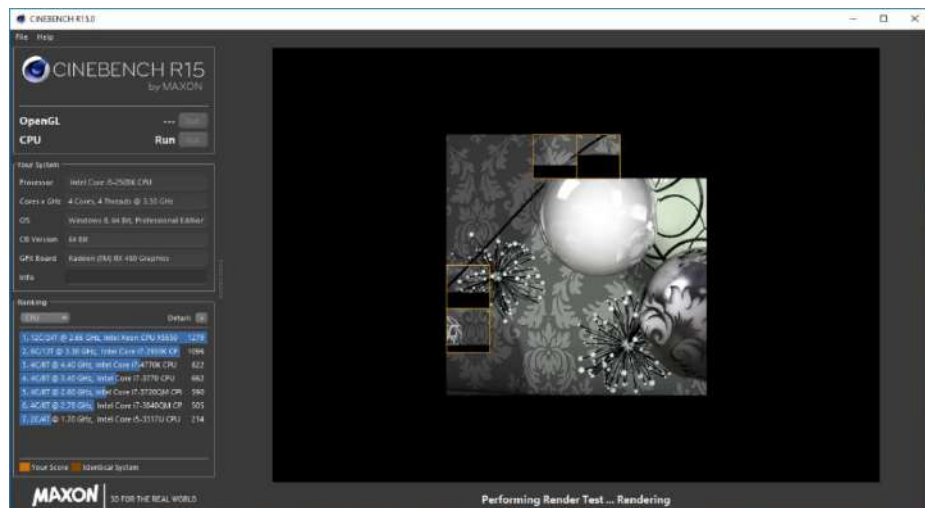 CINEBENCH R15.0
File Help
CINEBENCH R15
by MAXON
OpenGL ---
CPU Run
Your System
Processor Intel Core i5-2500K CPU
Cores x GHz 4 Cores, 4 Threads @ 3.30 GHz
OS Windows 8, 64 Bit, Professional Edition
CB Version 64 Bit
GFX Board Radeon (TM) RX 480 Graphics
Info
Ranking
CPU Details
1. 12C/24T @ 2.66 GHz, Intel Xeon CPU X5650 1279
2. 6C/12T @ 3.30 GHz, Intel Core i7-3930K CP 1096
3. 4C/8T @ 4.40 GHz, Intel Core i7-4770K CPU 822
4. 4C/8T @ 3.40 GHz, Intel Core i7-3770 CPU 662
5. 4C/8T @ 2.60 GHz, Intel Core i7-3720QM CPU 590
6. 4C/8T @ 2.79 GHz, Intel Core i7-3840QM CP 505
7. 2C/4T @ 1.70 GHz, Intel Core i5-3317U CPU 214
Your Score Identical System
MAXON 3D FOR THE REAL WORLD
Performing Render Test ... Rendering